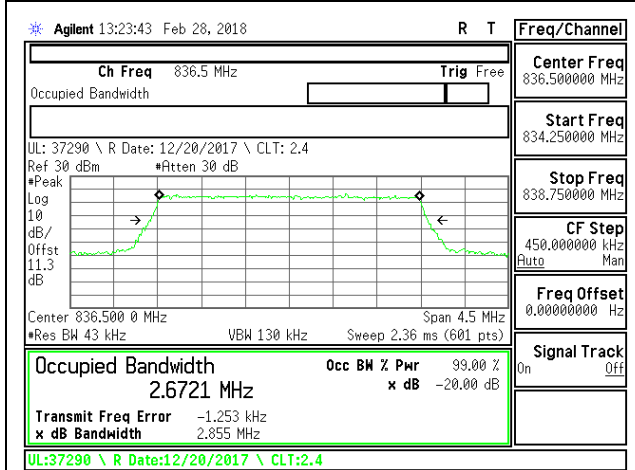 Agilent 13:23:43 Feb 28, 2018 R T
Ch Freq 836.5 MHz Trig Free
Occupied Bandwidth
UL: 37290 \ R Date: 12/20/2017 \ CLT: 2.4
Ref 30 dBm #Atten 30 dB
#Peak
Log
10
dB/
Offst
11.3
dB
Center 836.500 0 MHz Span 4.5 MHz
#Res BW 43 kHz VBW 130 kHz Sweep 2.36 ms (601 pts)
Occupied Bandwidth Occ BW % Pwr 99.00 %
2.6721 MHz x dB -20.00 dB
Transmit Freq Error -1.253 kHz
x dB Bandwidth 2.855 MHz
UL:37290 \ R Date:12/20/2017 \ CLT:2.4
Freq/Channel
Center Freq
836.500000 MHz
Start Freq
834.250000 MHz
Stop Freq
838.750000 MHz
CF Step
450.000000 kHz
Auto Man
Freq Offset
0.00000000 Hz
Signal Track
On Off